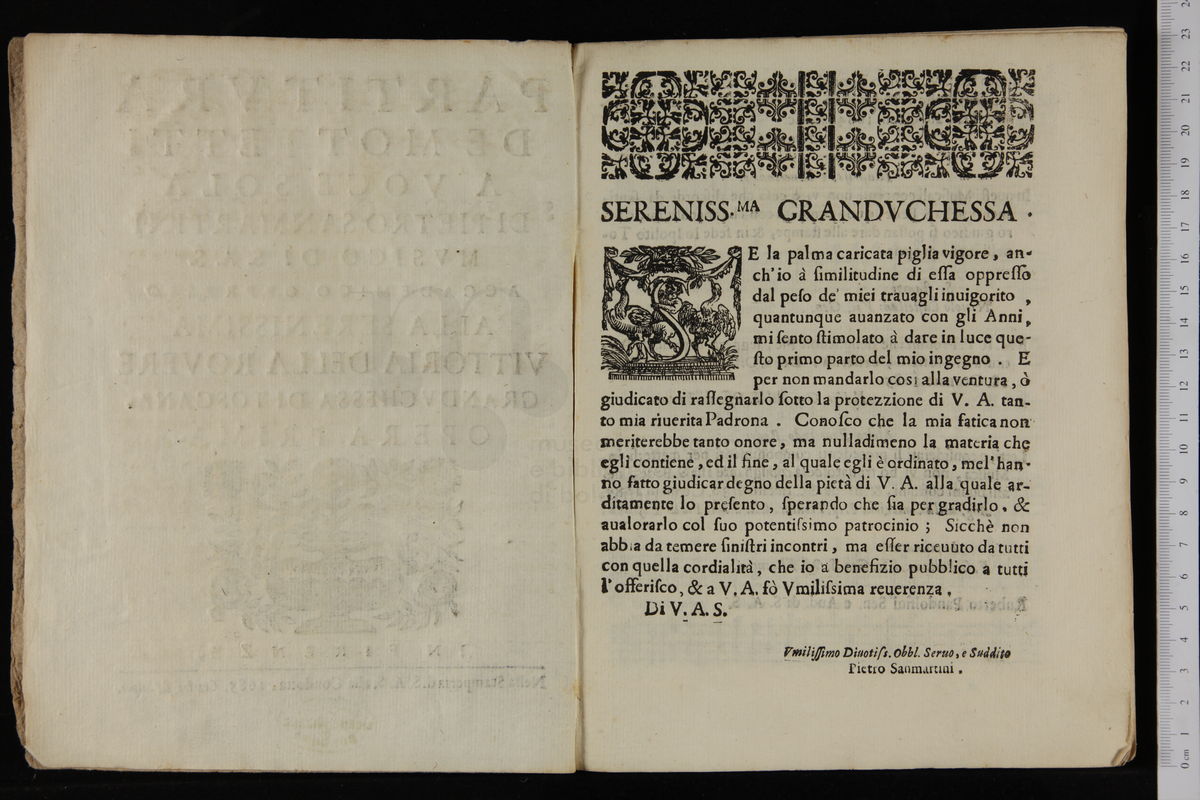 SERENISS.MA GRANDVCHESSA .
SE la palma caricata piglia vigore, an-
ch'io à ſimilitudine di eſſa oppreſſo
dal peſo de' miei trauagli inuigorito ,
quantunque auanzato con gli Anni,
mi ſento ſtimolato à dare in luce que-
ſto primo parto del mio ingegno . E
per non mandarlo così alla ventura, ò
giudicato di raſſegnarlo ſotto la protezzione di V. A. tan-
to mia riuerita Padrona . Conoſco che la mia fatica non
meriterebbe tanto onore, ma nulladimeno la materia che
egli contiene, ed il fine, al quale egli è ordinato, mel' han-
no fatto giudicar degno della pietà di V. A. alla quale ar-
ditamente lo preſento, ſperando che ſia per gradirlo, &
aualorarlo col ſuo potentiſsimo patrocinio ; Sicchè non
abbia da temere ſiniſtri incontri, ma eſſer riceuuto da tutti
con quella cordialità, che io a benefizio pubblico a tutti
l'offeriſco, & a V. A. fò Vmiliſsima reuerenza .
Di V. A. S.
Vmiliſſimo Diuotiſs. Obbl. Seruo, e Suddito
Pietro Sanmartini .